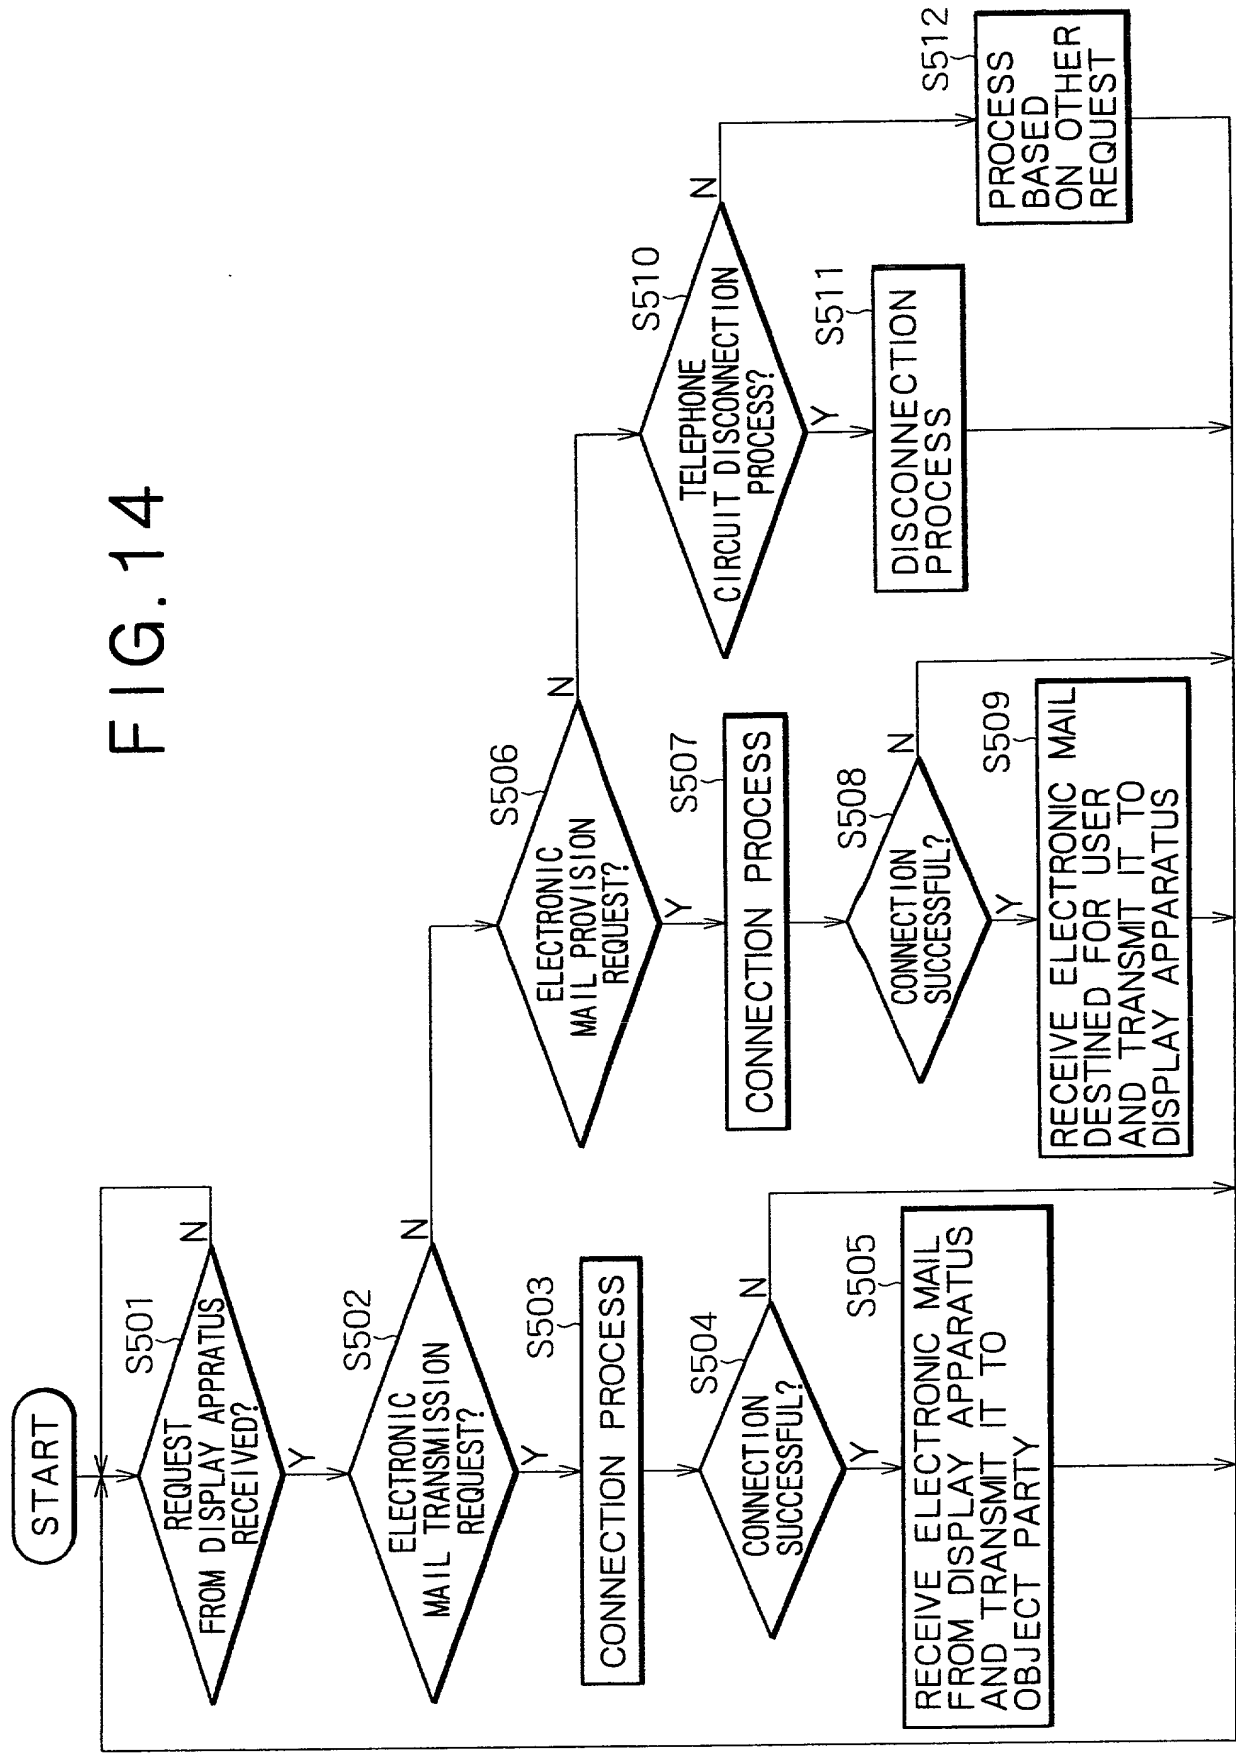 FIG.14
START
S501
REQUEST
FROM DISPLAY APPRATUS
RECEIVED?
N
Y
S502
ELECTRONIC
MAIL TRANSMISSION
REQUEST?
N
Y
S503
CONNECTION PROCESS
S504
CONNECTION
SUCCESSFUL?
N
Y
S505
RECEIVE ELECTRONIC MAIL
FROM DISPLAY APPARATUS
AND TRANSMIT IT TO
OBJECT PARTY
S506
ELECTRONIC
MAIL PROVISION
REQUEST?
N
Y
S507
CONNECTION PROCESS
S508
CONNECTION
SUCCESSFUL?
N
Y
S509
RECEIVE ELECTRONIC MAIL
DESTINED FOR USER
AND TRANSMIT IT TO
DISPLAY APPARATUS
S510
TELEPHONE
CIRCUIT DISCONNECTION
PROCESS?
N
Y
S511
DISCONNECTION
PROCESS
S512
PROCESS
BASED
ON OTHER
REQUEST